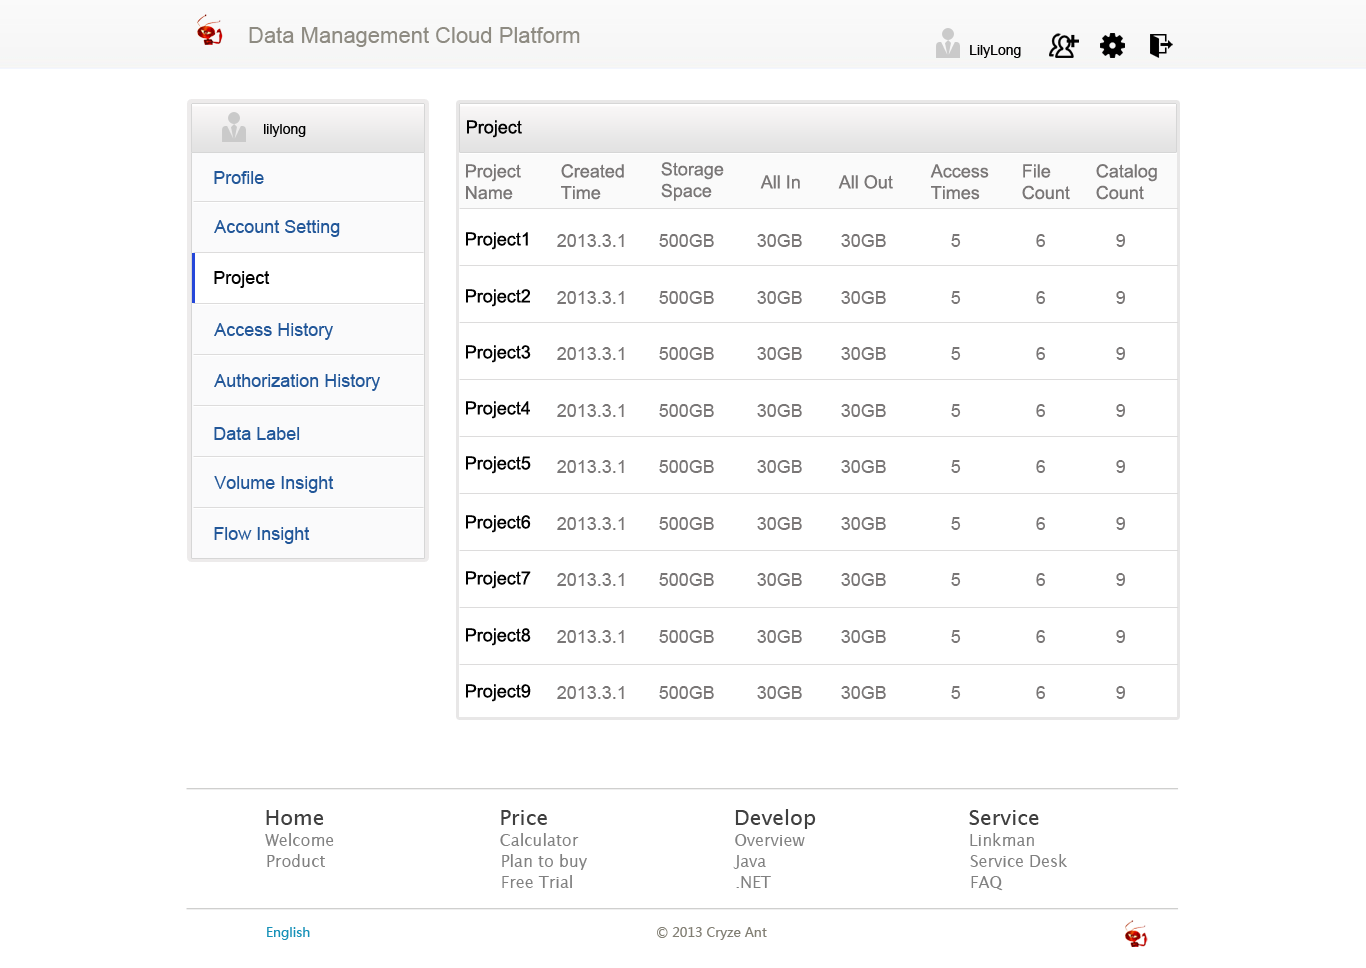 Data Management Cloud Platform
LilyLong
lilylong
Profile
Account Setting
Project
Access History
Authorization History
Data Label
Volume Insight
Flow Insight
Project
Project Name Created Time Storage Space All In All Out Access Times File Count Catalog Count
Project1 2013.3.1 500GB 30GB 30GB 5 6 9
Project2 2013.3.1 500GB 30GB 30GB 5 6 9
Project3 2013.3.1 500GB 30GB 30GB 5 6 9
Project4 2013.3.1 500GB 30GB 30GB 5 6 9
Project5 2013.3.1 500GB 30GB 30GB 5 6 9
Project6 2013.3.1 500GB 30GB 30GB 5 6 9
Project7 2013.3.1 500GB 30GB 30GB 5 6 9
Project8 2013.3.1 500GB 30GB 30GB 5 6 9
Project9 2013.3.1 500GB 30GB 30GB 5 6 9
Home
Welcome
Product
Price
Calculator
Plan to buy
Free Trial
Develop
Overview
Java
.NET
Service
Linkman
Service Desk
FAQ
English
© 2013 Cryze Ant